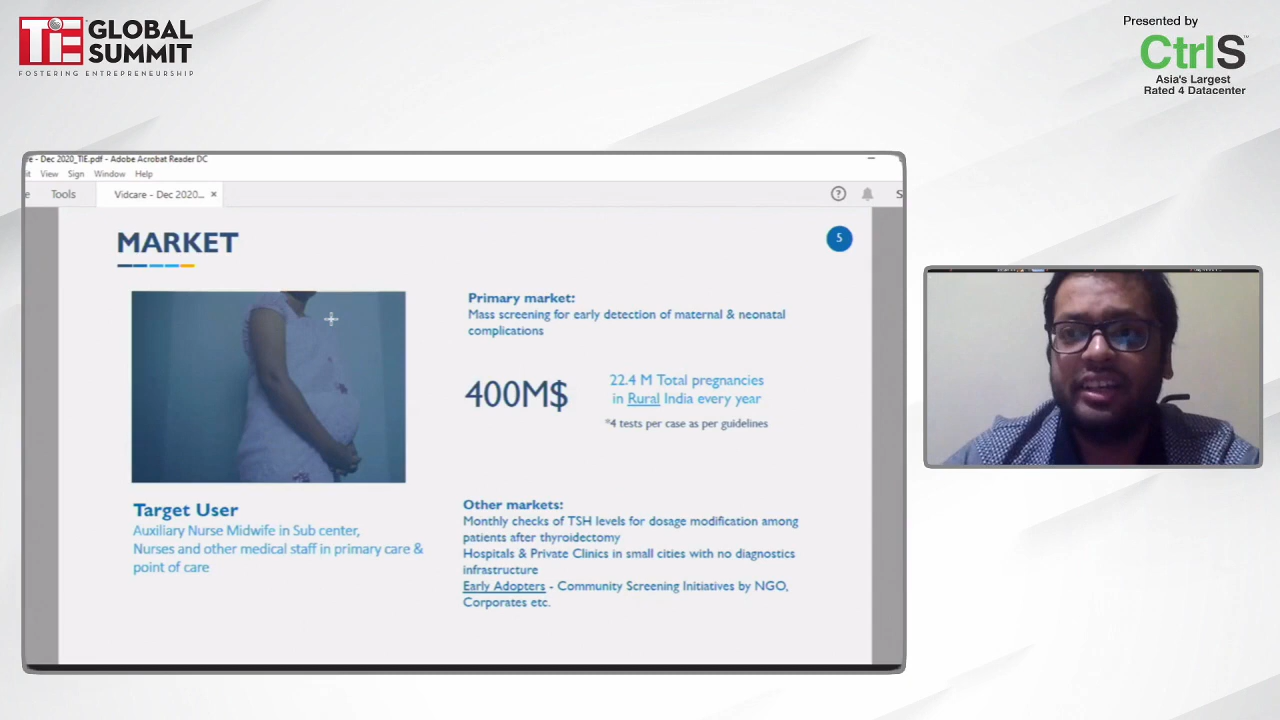 TiE GLOBAL
SUMMIT
FOSTERING ENTREPRENEURSHIP
Presented by
CtrlS™
Asia's Largest
Rated 4 Datacenter
- Dec 2020_TiE.pdf - Adobe Acrobat Reader DC
View Sign Window Help
Tools
Vidcare - Dec 2020... ×
?
S
MARKET
5
Primary market:
Mass screening for early detection of maternal & neonatal
complications
400M$
22.4 M Total pregnancies
in Rural India every year
*4 tests per case as per guidelines
Target User
Auxiliary Nurse Midwife in Sub center,
Nurses and other medical staff in primary care &
point of care
Other markets:
Monthly checks of TSH levels for dosage modification among
patients after thyroidectomy
Hospitals & Private Clinics in small cities with no diagnostics
infrastructure
Early Adopters - Community Screening Initiatives by NGO,
Corporates etc.